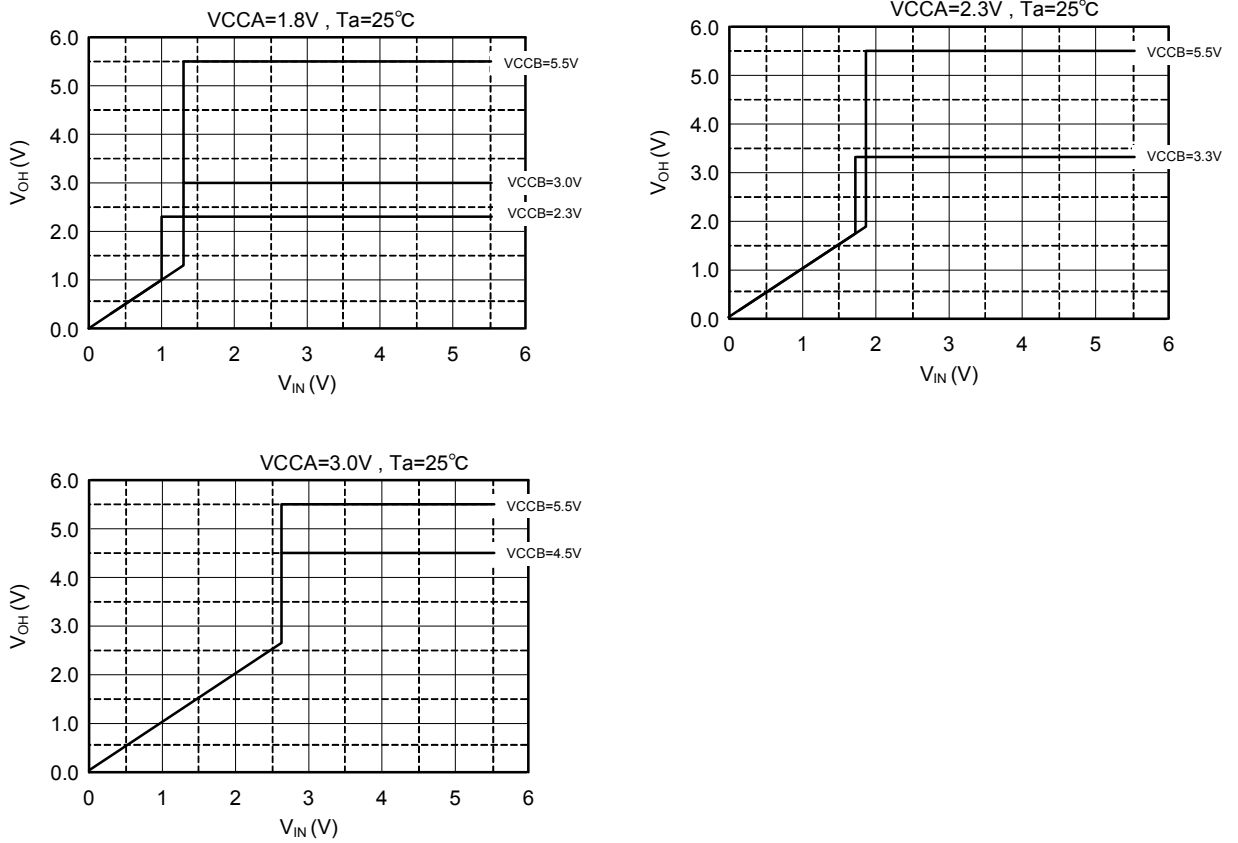 VCCA=1.8V , Ta=25℃
6.0
5.0
4.0
3.0
2.0
1.0
0.0
VOH (V)
VCCB=5.5V
VCCB=3.0V
VCCB=2.3V
0 1 2 3 4 5 6
VIN (V)
VCCA=2.3V , Ta=25℃
6.0
5.0
4.0
3.0
2.0
1.0
0.0
VOH (V)
VCCB=5.5V
VCCB=3.3V
0 1 2 3 4 5 6
VIN (V)
VCCA=3.0V , Ta=25℃
6.0
5.0
4.0
3.0
2.0
1.0
0.0
VOH (V)
VCCB=5.5V
VCCB=4.5V
0 1 2 3 4 5 6
VIN (V)